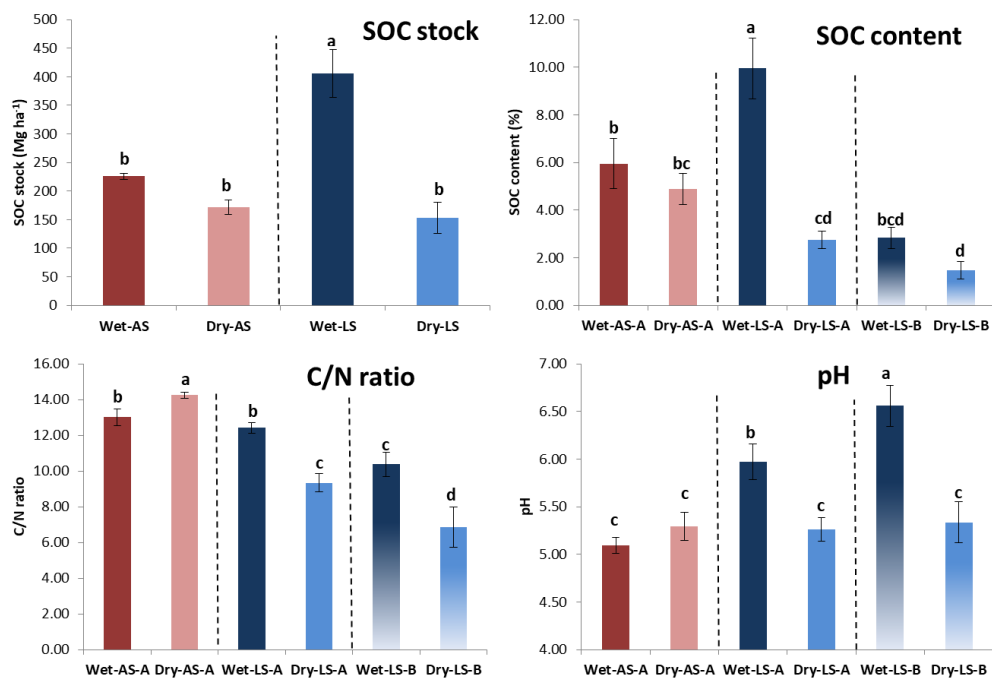 SOC stock
SOC stock (Mg ha⁻¹)
500
450
400
350
300
250
200
150
100
50
0
b
b
a
b
Wet-AS Dry-AS Wet-LS Dry-LS
SOC content
SOC content (%)
12.00
10.00
8.00
6.00
4.00
2.00
0.00
b
bc
a
cd
bcd
d
Wet-AS-A Dry-AS-A Wet-LS-A Dry-LS-A Wet-LS-B Dry-LS-B
C/N ratio
C/N ratio
16.00
14.00
12.00
10.00
8.00
6.00
4.00
2.00
0.00
b
a
b
c
c
d
Wet-AS-A Dry-AS-A Wet-LS-A Dry-LS-A Wet-LS-B Dry-LS-B
pH
pH
7.00
6.50
6.00
5.50
5.00
4.50
4.00
c
c
b
c
a
c
Wet-AS-A Dry-AS-A Wet-LS-A Dry-LS-A Wet-LS-B Dry-LS-B